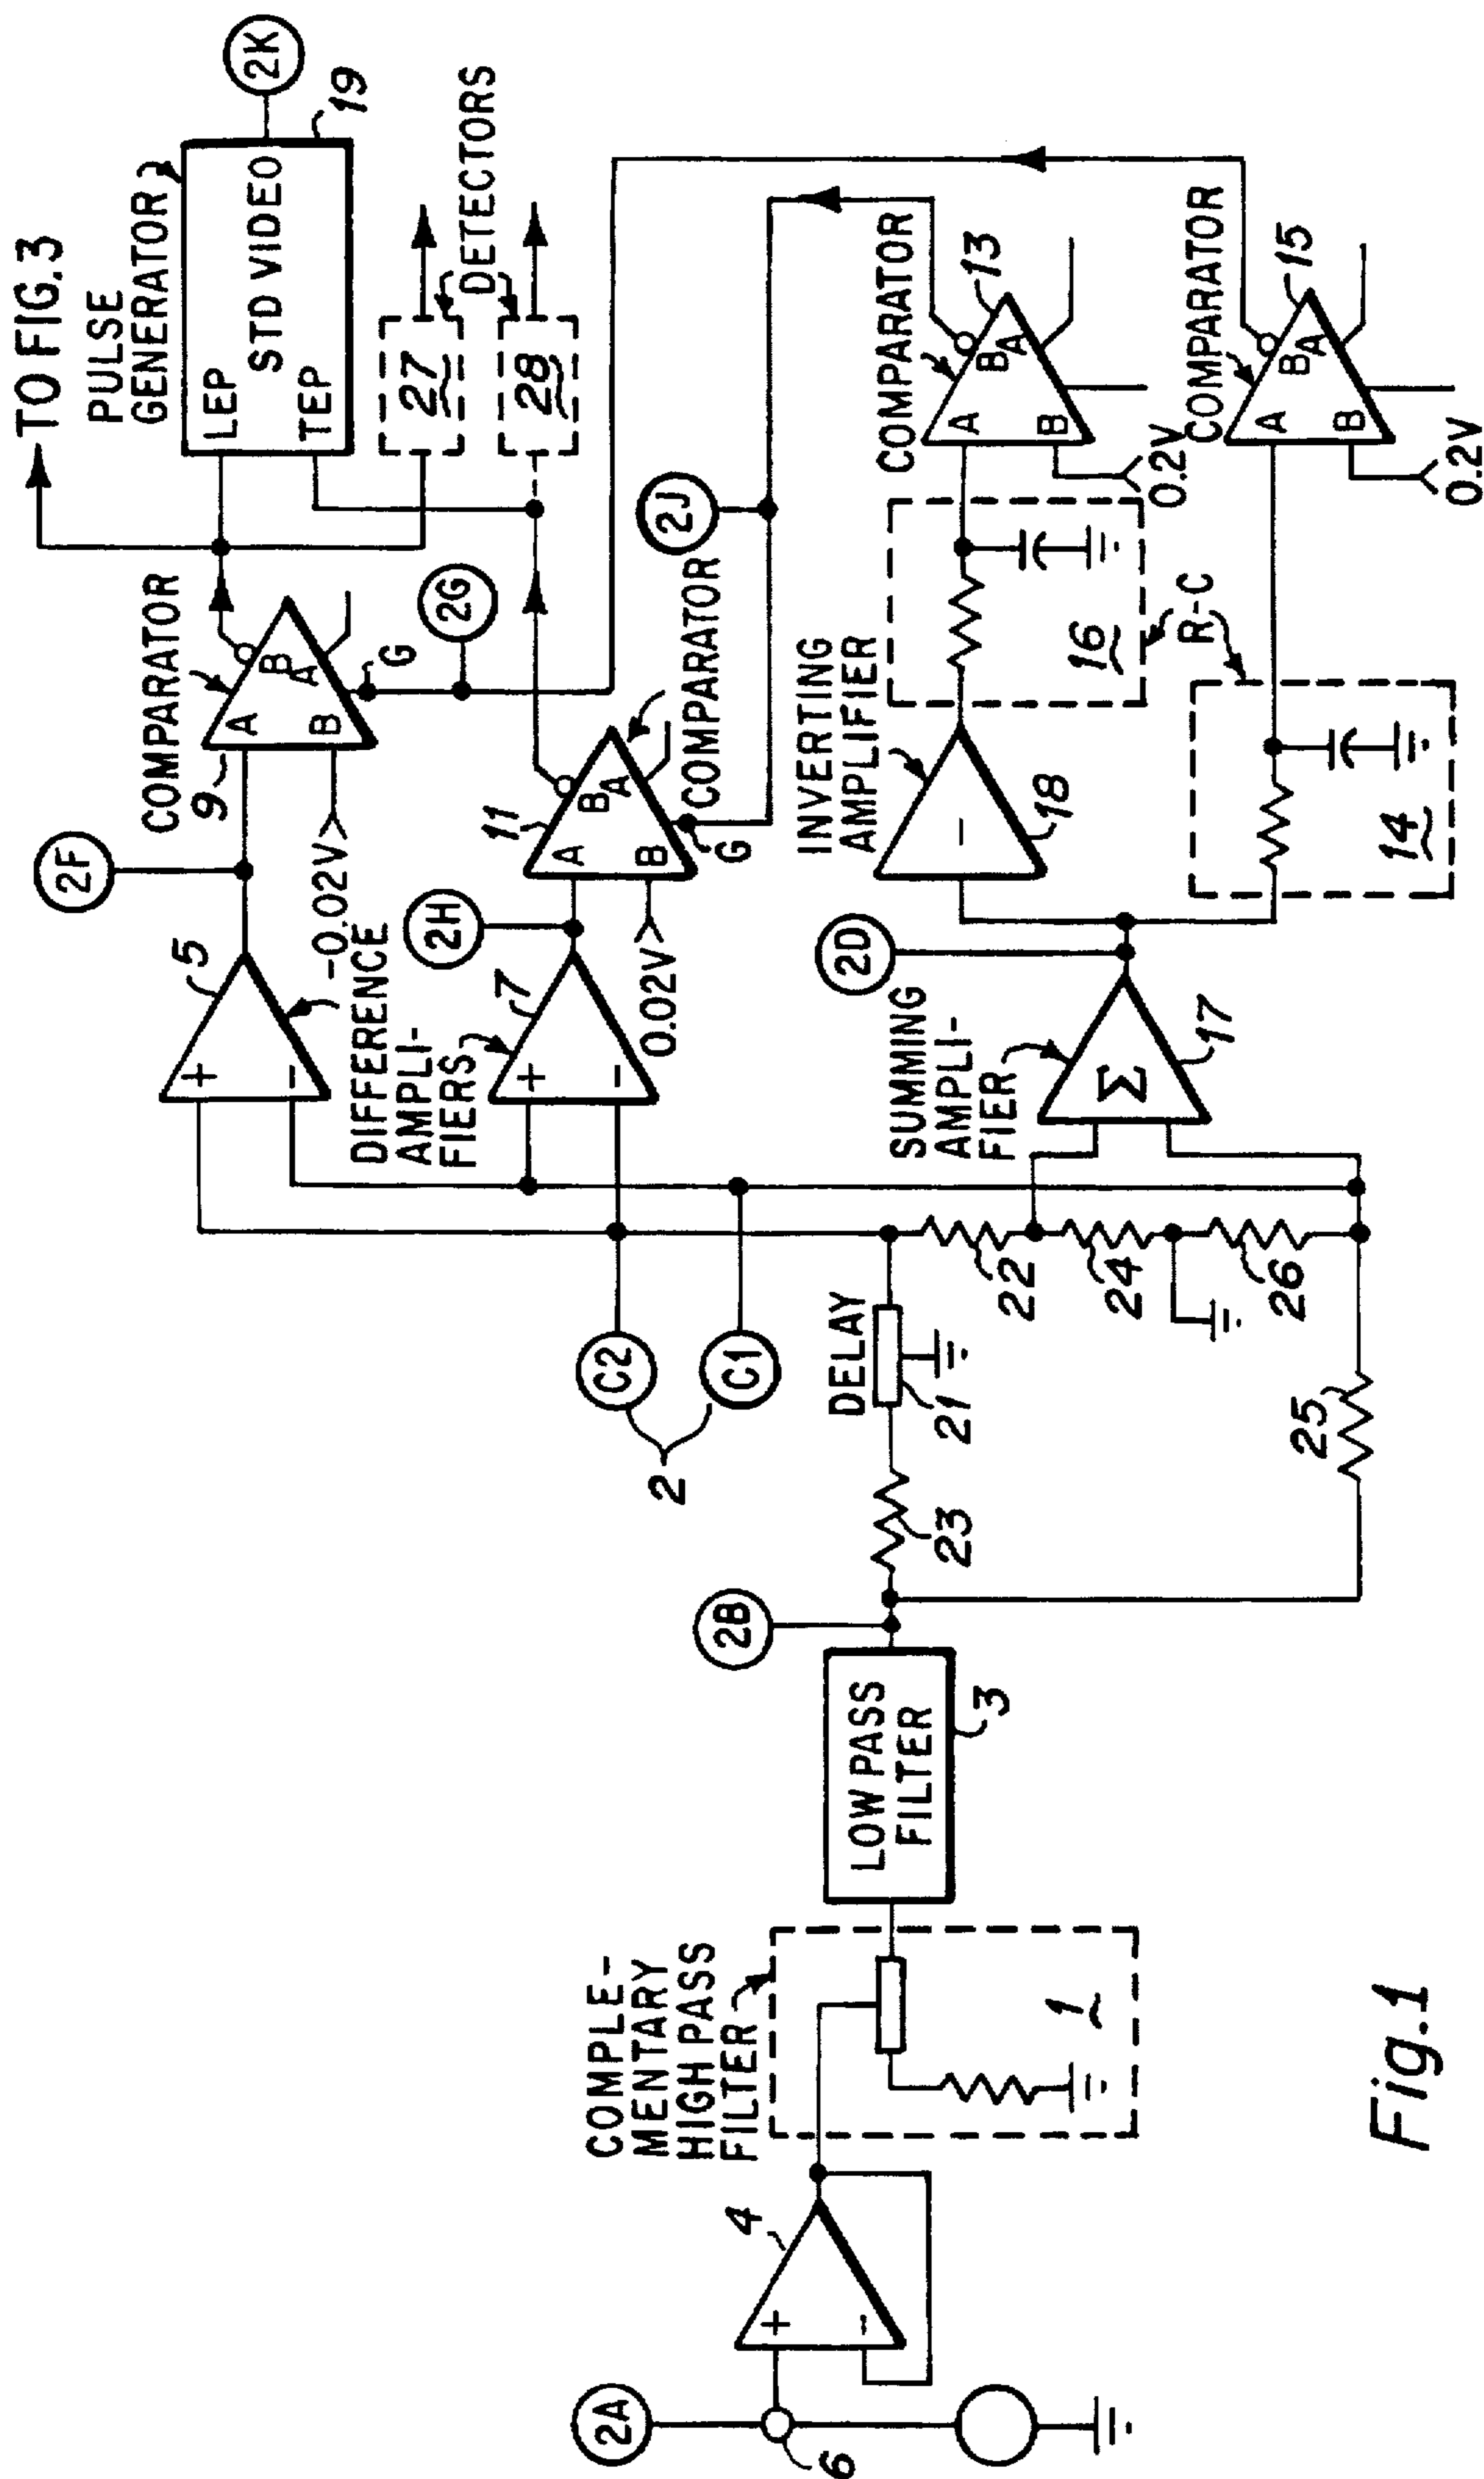 TO FIG.3
PULSE
GENERATOR
LEP
STD VIDEO
TEP
19
2K
27
28
DETECTORS
COMPARATOR
9
A
B
B
A
G
2G
2F
5
+
-
-0.02V
DIFFERENCE
AMPLI-
FIERS
7
+
-
2H
0.02V
11
A
B
B
A
G
COMPARATOR
2J
INVERTING
AMPLIFIER
-
18
16
R-C
14
COMPARATOR
13
A
B
B
A
0.2V
COMPARATOR
15
A
B
B
A
0.2V
2D
SUMMING
AMPLI-
FIER
Σ
17
C2
C1
2
DELAY
21
22
24
26
23
25
2B
LOW PASS
FILTER
3
COMPLE-
MENTARY
HIGH PASS
FILTER
1
4
+
-
2A
6
Fig.1